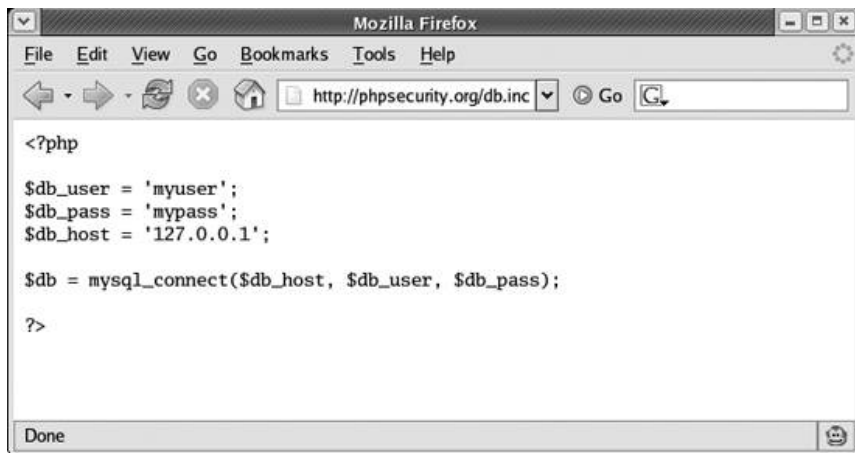 Mozilla Firefox
File Edit View Go Bookmarks Tools Help
http://phpsecurity.org/db.inc Go G
<?php
$db_user = 'myuser';
$db_pass = 'mypass';
$db_host = '127.0.0.1';
$db = mysql_connect($db_host, $db_user, $db_pass);
?>
Done